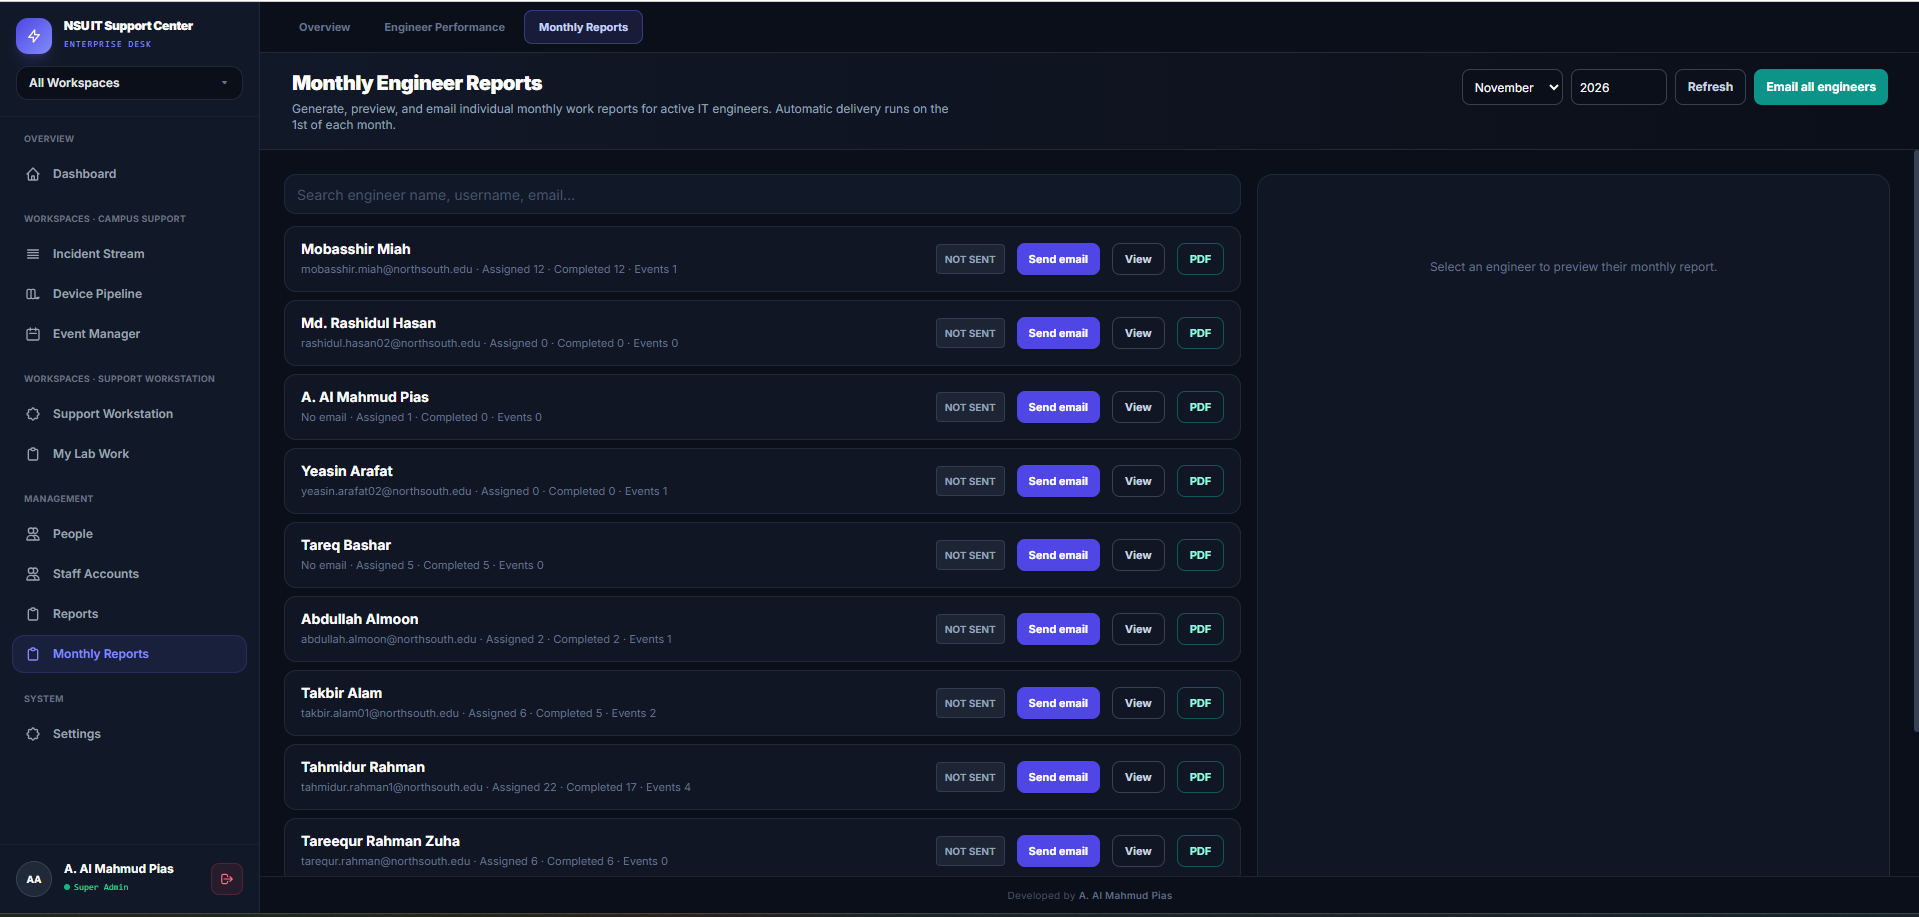 NSU IT Support Center
ENTERPRISE DESK
All Workspaces
OVERVIEW
Dashboard
WORKSPACES · CAMPUS SUPPORT
Incident Stream
Device Pipeline
Event Manager
WORKSPACES · SUPPORT WORKSTATION
Support Workstation
My Lab Work
MANAGEMENT
People
Staff Accounts
Reports
Monthly Reports
SYSTEM
Settings
AA
A. Al Mahmud Pias
Super Admin
Overview Engineer Performance Monthly Reports
Monthly Engineer Reports
Generate, preview, and email individual monthly work reports for active IT engineers. Automatic delivery runs on the
1st of each month.
November 2026 Refresh Email all engineers
Search engineer name, username, email...
Mobasshir Miah
mobasshir.miah@northsouth.edu · Assigned 12 · Completed 12 · Events 1
NOT SENT Send email View PDF
Md. Rashidul Hasan
rashidul.hasan02@northsouth.edu · Assigned 0 · Completed 0 · Events 0
NOT SENT Send email View PDF
A. Al Mahmud Pias
No email · Assigned 1 · Completed 0 · Events 0
NOT SENT Send email View PDF
Yeasin Arafat
yeasin.arafat02@northsouth.edu · Assigned 0 · Completed 0 · Events 1
NOT SENT Send email View PDF
Tareq Bashar
No email · Assigned 5 · Completed 5 · Events 0
NOT SENT Send email View PDF
Abdullah Almoon
abdullah.almoon@northsouth.edu · Assigned 2 · Completed 2 · Events 1
NOT SENT Send email View PDF
Takbir Alam
takbir.alam01@northsouth.edu · Assigned 6 · Completed 5 · Events 2
NOT SENT Send email View PDF
Tahmidur Rahman
tahmidur.rahman1@northsouth.edu · Assigned 22 · Completed 17 · Events 4
NOT SENT Send email View PDF
Tareequr Rahman Zuha
tarequr.rahman@northsouth.edu · Assigned 6 · Completed 6 · Events 0
NOT SENT Send email View PDF
Select an engineer to preview their monthly report.
Developed by A. Al Mahmud Pias